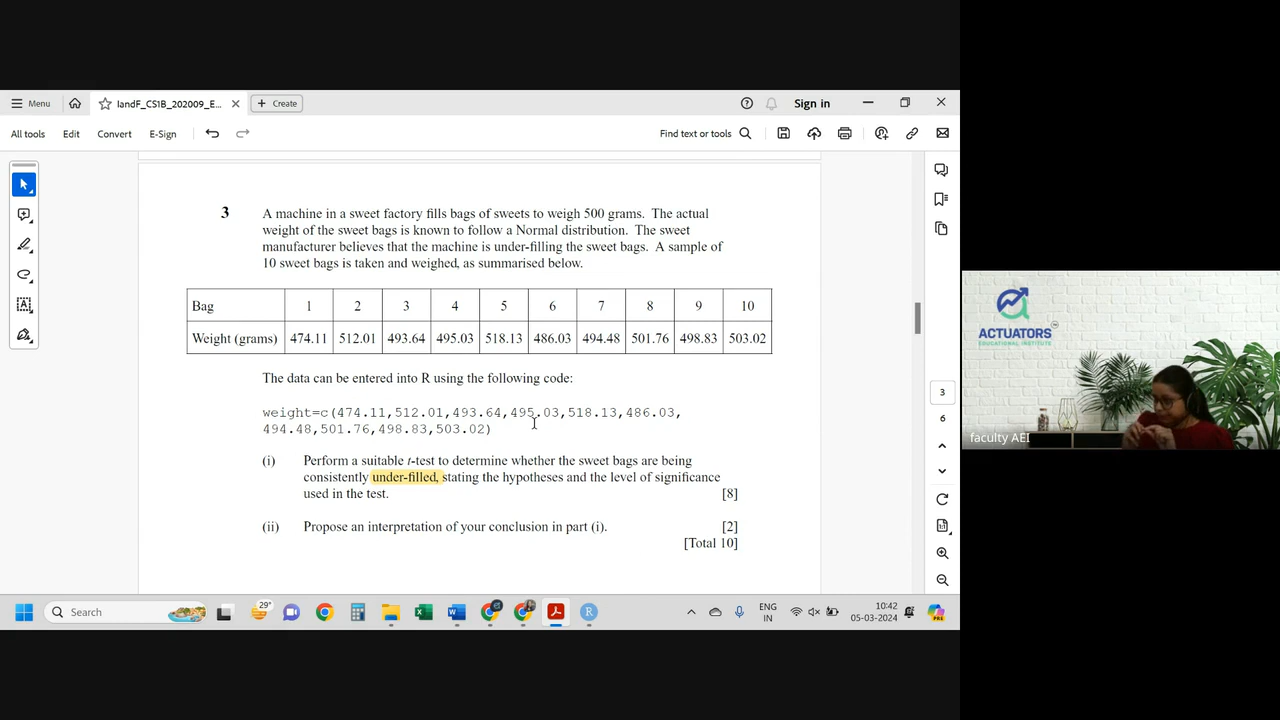 Menu
IandF_CS1B_202009_E...
Create
Sign in
All tools
Edit
Convert
E-Sign
Find text or tools
3
A machine in a sweet factory fills bags of sweets to weigh 500 grams. The actual
weight of the sweet bags is known to follow a Normal distribution. The sweet
manufacturer believes that the machine is under-filling the sweet bags. A sample of
10 sweet bags is taken and weighed, as summarised below.
Bag 1 2 3 4 5 6 7 8 9 10
Weight (grams) 474.11 512.01 493.64 495.03 518.13 486.03 494.48 501.76 498.83 503.02
The data can be entered into R using the following code:
weight=c(474.11,512.01,493.64,495.03,518.13,486.03,
494.48,501.76,498.83,503.02)
(i) Perform a suitable t-test to determine whether the sweet bags are being
consistently under-filled, stating the hypotheses and the level of significance
used in the test. [8]
(ii) Propose an interpretation of your conclusion in part (i). [2]
[Total 10]
3
6
ACTUATORS
EDUCATIONAL INSTITUTE
TM
faculty AEI
Search
29°
ENG
IN
10:42
05-03-2024